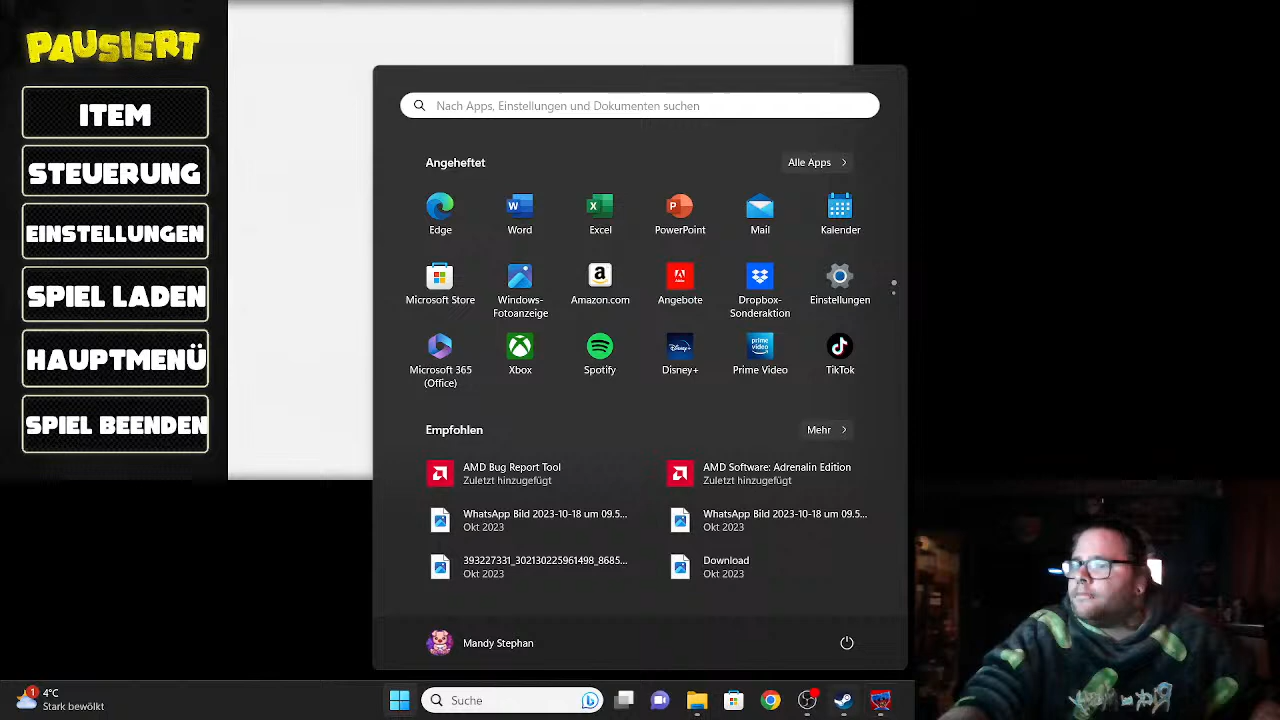 PAUSIERT
ITEM
STEUERUNG
EINSTELLUNGEN
SPIEL LADEN
HAUPTMENÜ
SPIEL BEENDEN
Nach Apps, Einstellungen und Dokumenten suchen
Angeheftet
Alle Apps
Edge
Word
Excel
PowerPoint
Mail
Kalender
Microsoft Store
Windows-
Fotoanzeige
Amazon.com
Angebote
Dropbox-
Sonderaktion
Einstellungen
Microsoft 365
(Office)
Xbox
Spotify
Disney+
prime
video
Prime Video
TikTok
Empfohlen
Mehr
AMD Bug Report Tool
Zuletzt hinzugefügt
AMD Software: Adrenalin Edition
Zuletzt hinzugefügt
WhatsApp Bild 2023-10-18 um 09.5...
Okt 2023
WhatsApp Bild 2023-10-18 um 09.5...
Okt 2023
393227331_302130225961498_8685...
Okt 2023
Download
Okt 2023
Mandy Stephan
1
4°C
Stark bewölkt
Suche